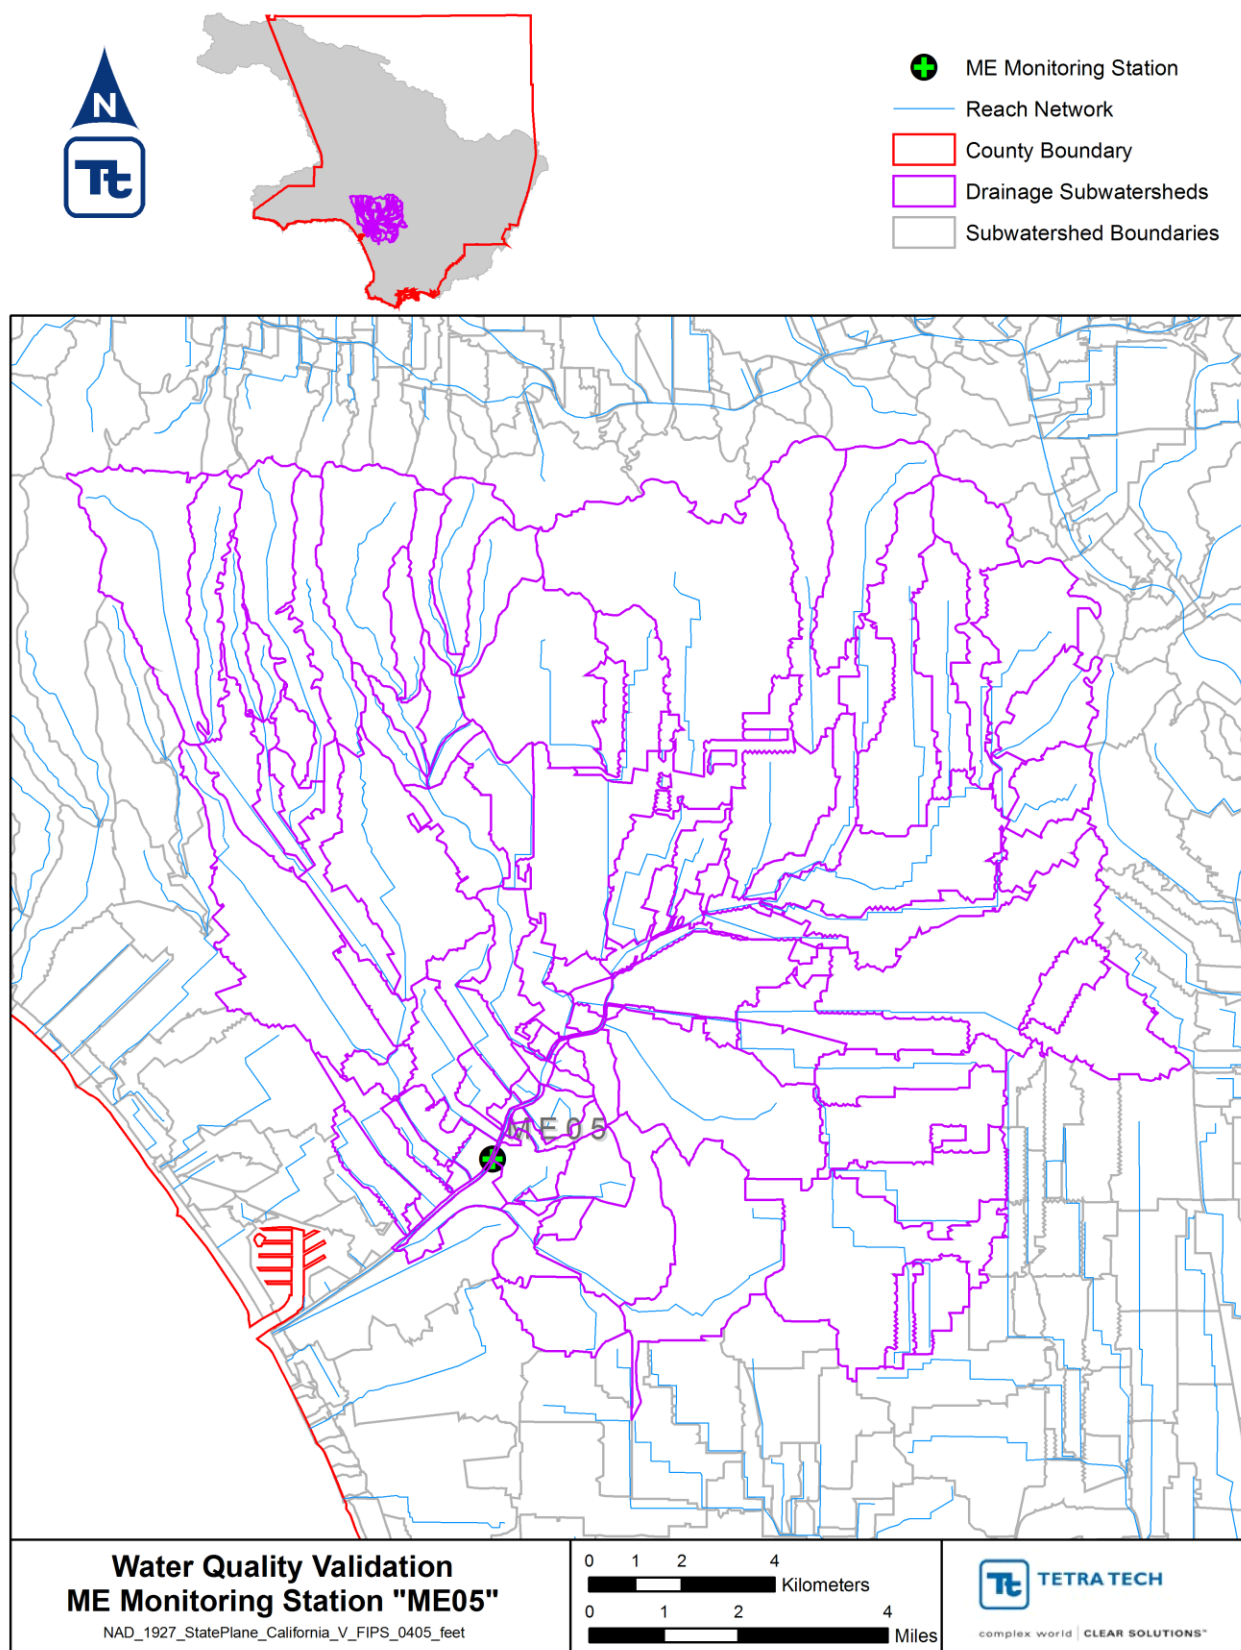 N
Tt
ME Monitoring Station
Reach Network
County Boundary
Drainage Subwatersheds
Subwatershed Boundaries
ME05
Water Quality Validation
ME Monitoring Station "ME05"
NAD_1927_StatePlane_California_V_FIPS_0405_feet
0 1 2 4
Kilometers
0 1 2 4
Miles
Tt TETRA TECH
complex world | CLEAR SOLUTIONS™